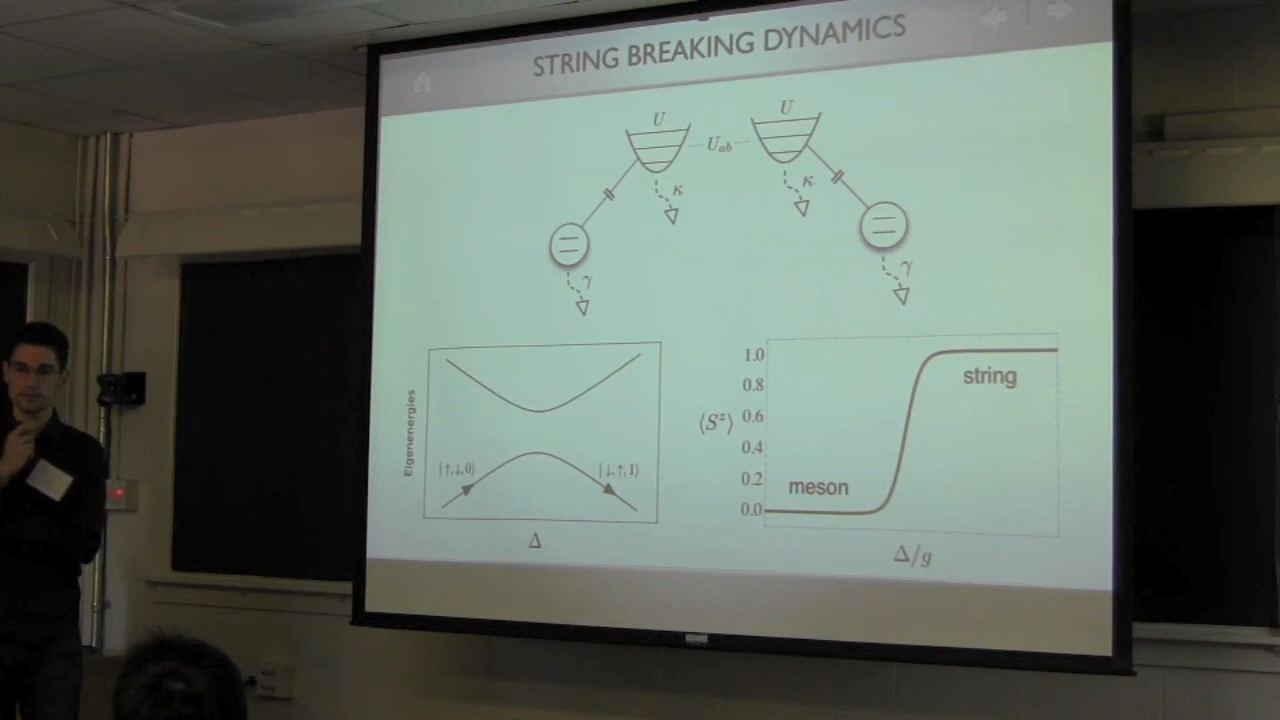 STRING BREAKING DYNAMICS
U
U
U_ab
κ
κ
γ
γ
Eigenenergies
|↑,↓,0⟩
|↓,↑,1⟩
Δ
⟨S^z⟩
1.0
0.8
0.6
0.4
0.2
0.0
string
meson
Δ/g